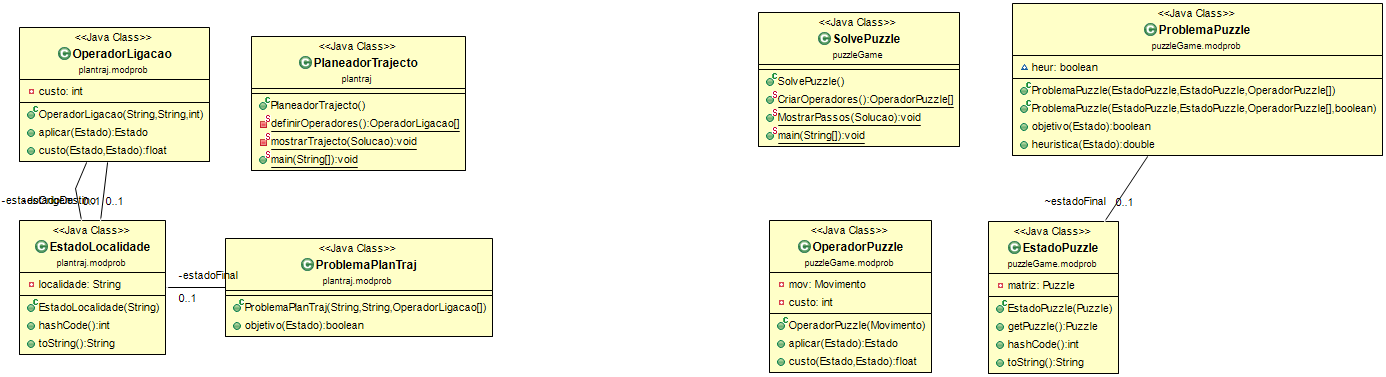 <<Java Class>>
OperadorLigacao
plantraj.modprob
custo: int
OperadorLigacao(String,String,int)
aplicar(Estado):Estado
custo(Estado,Estado):float
<<Java Class>>
PlaneadorTrajecto
plantraj
PlaneadorTrajecto()
definirOperadores():OperadorLigacao[]
mostrarTrajecto(Solucao):void
main(String[]):void
0..1
0..1
<<Java Class>>
EstadoLocalidade
plantraj.modprob
localidade: String
EstadoLocalidade(String)
hashCode():int
toString():String
-estadoFinal
0..1
<<Java Class>>
ProblemaPlanTraj
plantraj.modprob
ProblemaPlanTraj(String,String,OperadorLigacao[])
objetivo(Estado):boolean
<<Java Class>>
SolvePuzzle
puzzleGame
SolvePuzzle()
CriarOperadores():OperadorPuzzle[]
MostrarPassos(Solucao):void
main(String[]):void
<<Java Class>>
ProblemaPuzzle
puzzleGame.modprob
heur: boolean
ProblemaPuzzle(EstadoPuzzle,EstadoPuzzle,OperadorPuzzle[])
ProblemaPuzzle(EstadoPuzzle,EstadoPuzzle,OperadorPuzzle[],boolean)
objetivo(Estado):boolean
heuristica(Estado):double
~estadoFinal
0..1
<<Java Class>>
OperadorPuzzle
puzzleGame.modprob
mov: Movimento
custo: int
OperadorPuzzle(Movimento)
aplicar(Estado):Estado
custo(Estado,Estado):float
<<Java Class>>
EstadoPuzzle
puzzleGame.modprob
matriz: Puzzle
EstadoPuzzle(Puzzle)
getPuzzle():Puzzle
hashCode():int
toString():String